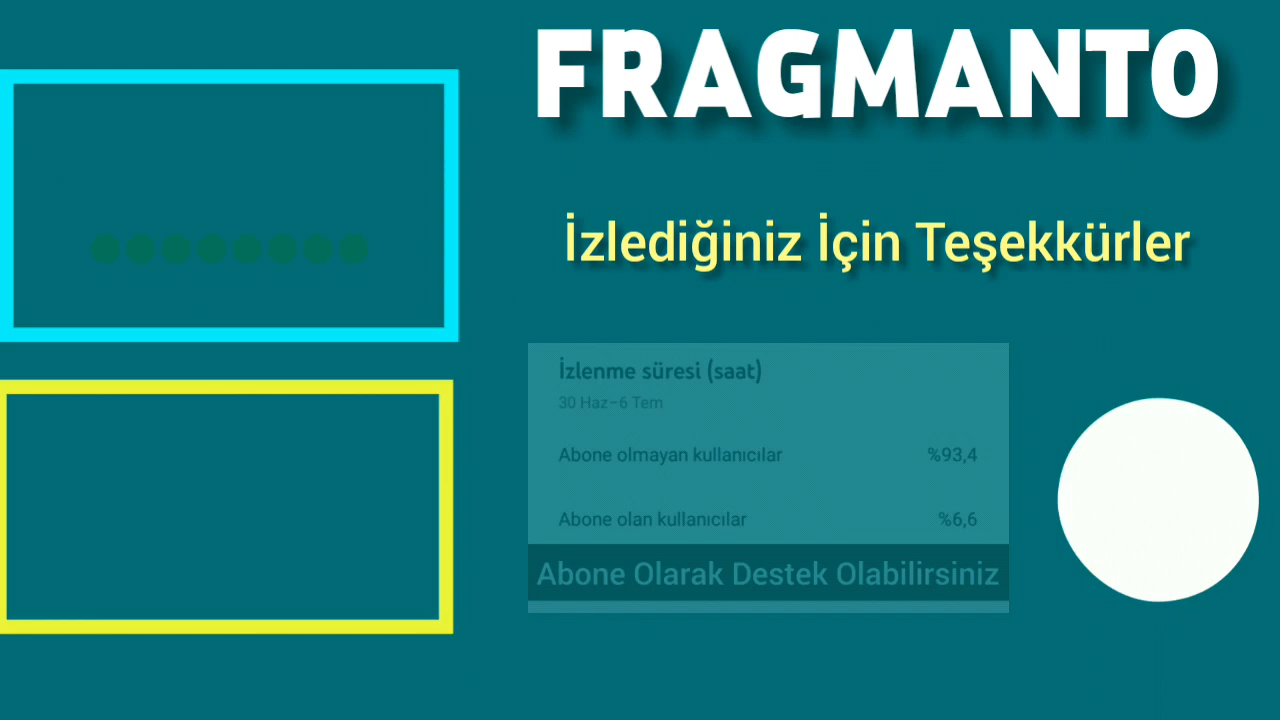 FRAGMANTO
İzlediğiniz İçin Teşekkürler
İzlenme süresi (saat)
30 Haz–6 Tem
Abone olmayan kullanıcılar %93,4
Abone olan kullanıcılar %6,6
Abone Olarak Destek Olabilirsiniz